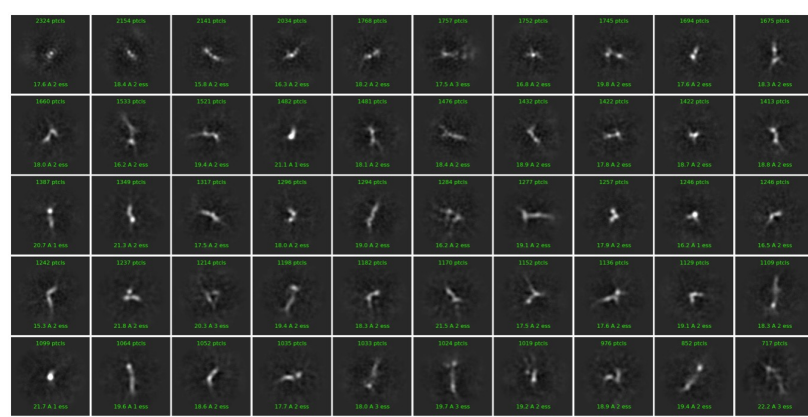 2324 ptcls 2154 ptcls 2141 ptcls 2034 ptcls 1768 ptcls 1757 ptcls 1752 ptcls 1745 ptcls 1694 ptcls 1675 ptcls
17.6 A 2 ess 18.4 A 2 ess 15.8 A 2 ess 16.3 A 2 ess 18.2 A 2 ess 17.5 A 3 ess 16.8 A 2 ess 19.8 A 2 ess 17.6 A 2 ess 18.3 A 2 ess
1660 ptcls 1533 ptcls 1521 ptcls 1482 ptcls 1481 ptcls 1476 ptcls 1432 ptcls 1422 ptcls 1422 ptcls 1413 ptcls
18.0 A 2 ess 16.2 A 2 ess 19.4 A 2 ess 21.1 A 1 ess 18.1 A 2 ess 18.4 A 2 ess 18.9 A 2 ess 17.8 A 2 ess 18.7 A 2 ess 18.8 A 2 ess
1387 ptcls 1349 ptcls 1317 ptcls 1296 ptcls 1294 ptcls 1284 ptcls 1277 ptcls 1257 ptcls 1246 ptcls 1246 ptcls
20.7 A 1 ess 21.3 A 2 ess 17.5 A 2 ess 18.0 A 2 ess 19.0 A 2 ess 16.2 A 2 ess 19.1 A 2 ess 17.9 A 2 ess 16.2 A 1 ess 16.5 A 2 ess
1242 ptcls 1237 ptcls 1214 ptcls 1198 ptcls 1182 ptcls 1170 ptcls 1152 ptcls 1136 ptcls 1129 ptcls 1109 ptcls
15.3 A 2 ess 21.8 A 2 ess 20.3 A 3 ess 19.4 A 2 ess 18.3 A 2 ess 21.5 A 2 ess 17.5 A 2 ess 17.6 A 2 ess 19.1 A 2 ess 18.3 A 2 ess
1099 ptcls 1064 ptcls 1052 ptcls 1035 ptcls 1033 ptcls 1024 ptcls 1019 ptcls 976 ptcls 852 ptcls 717 ptcls
21.7 A 1 ess 19.6 A 1 ess 18.6 A 2 ess 17.7 A 2 ess 18.0 A 3 ess 19.7 A 3 ess 19.2 A 2 ess 18.9 A 2 ess 19.4 A 2 ess 22.2 A 3 ess